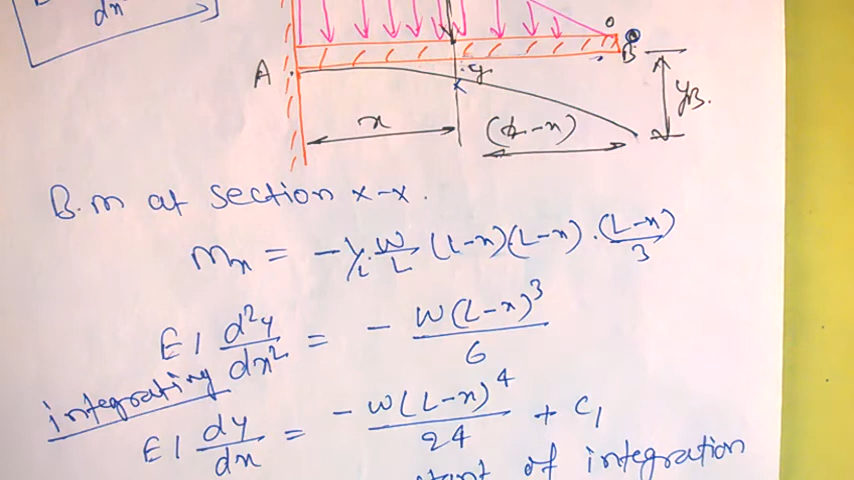 dx
O
B
A
y
x
yB.
x
(L-x)
B.m at section x-x.
Mx = - 1/2 . W/L (L-x)(L-x) . (L-x)/3
EI d²y/dx² = - W(L-x)³/6
integrating
EI dy/dx = - W(L-x)⁴/24 + C₁
of integration